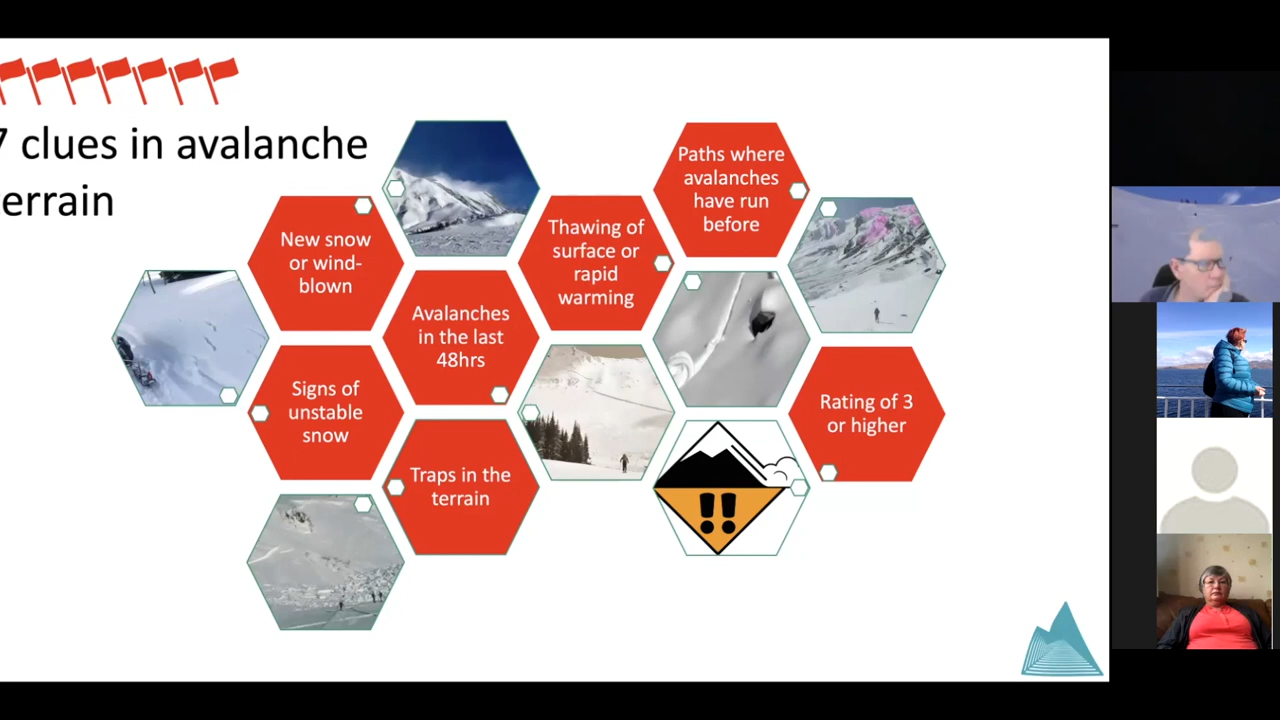 7 clues in avalanche
errain
New snow
or wind-
blown
Signs of
unstable
snow
Avalanches
in the last
48hrs
Traps in the
terrain
Thawing of
surface or
rapid
warming
Paths where
avalanches
have run
before
Rating of 3
or higher
!!